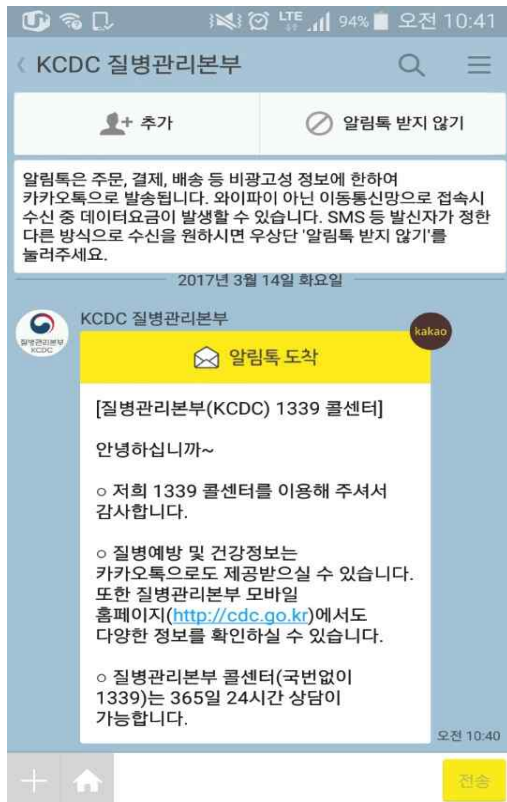 LTE 94% 오전 10:41
KCDC 질병관리본부
추가
알림톡 받지 않기
알림톡은 주문, 결제, 배송 등 비광고성 정보에 한하여
카카오톡으로 발송됩니다. 와이파이 아닌 이동통신망으로 접속시
수신 중 데이터요금이 발생할 수 있습니다. SMS 등 발신자가 정한
다른 방식으로 수신을 원하시면 우상단 '알림톡 받지 않기'를
눌러주세요.
2017년 3월 14일 화요일
KCDC 질병관리본부
질병관리본부
KCDC
kakao
알림톡 도착
[질병관리본부(KCDC) 1339 콜센터]
안녕하십니까~
○ 저희 1339 콜센터를 이용해 주셔서
감사합니다.
○ 질병예방 및 건강정보는
카카오톡으로도 제공받으실 수 있습니다.
또한 질병관리본부 모바일
홈페이지(http://cdc.go.kr)에서도
다양한 정보를 확인하실 수 있습니다.
○ 질병관리본부 콜센터(국번없이
1339)는 365일 24시간 상담이
가능합니다.
오전 10:40
전송